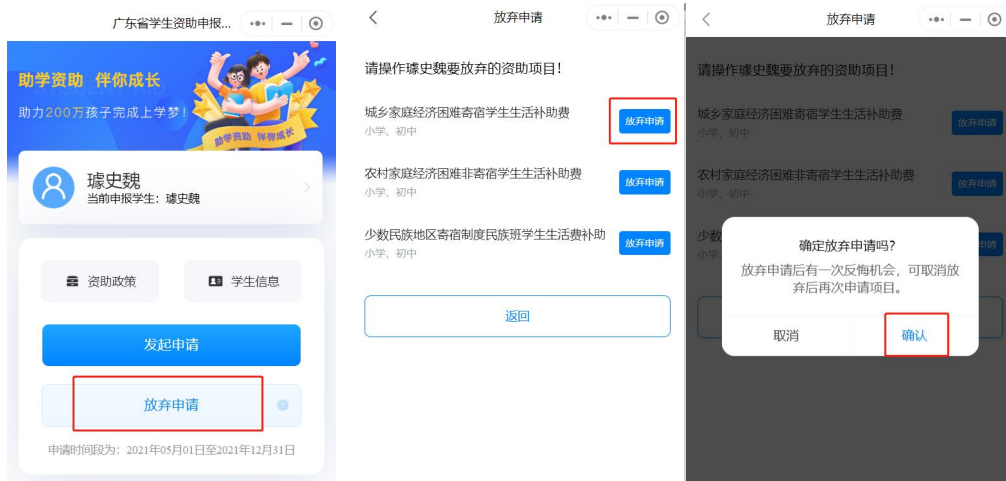 广东省学生资助申报...
助学资助 伴你成长
助力200万孩子完成上学梦!
助学资助 伴你成长
璩史魏
当前申报学生：璩史魏
资助政策
学生信息
发起申请
放弃申请
?
申请时间段为：2021年05月01日至2021年12月31日
放弃申请
请操作璩史魏要放弃的资助项目!
城乡家庭经济困难寄宿学生生活补助费
小学、初中
放弃申请
农村家庭经济困难非寄宿学生生活补助费
小学、初中
放弃申请
少数民族地区寄宿制度民族班学生生活费补助
小学、初中
放弃申请
返回
放弃申请
请操作璩史魏要放弃的资助项目!
城乡家庭经济困难寄宿学生生活补助费
小学、初中
放弃申请
农村家庭经济困难非寄宿学生生活补助费
小学、初中
放弃申请
少数
小学、
申请
确定放弃申请吗?
放弃申请后有一次反悔机会，可取消放
弃后再次申请项目。
取消
确认